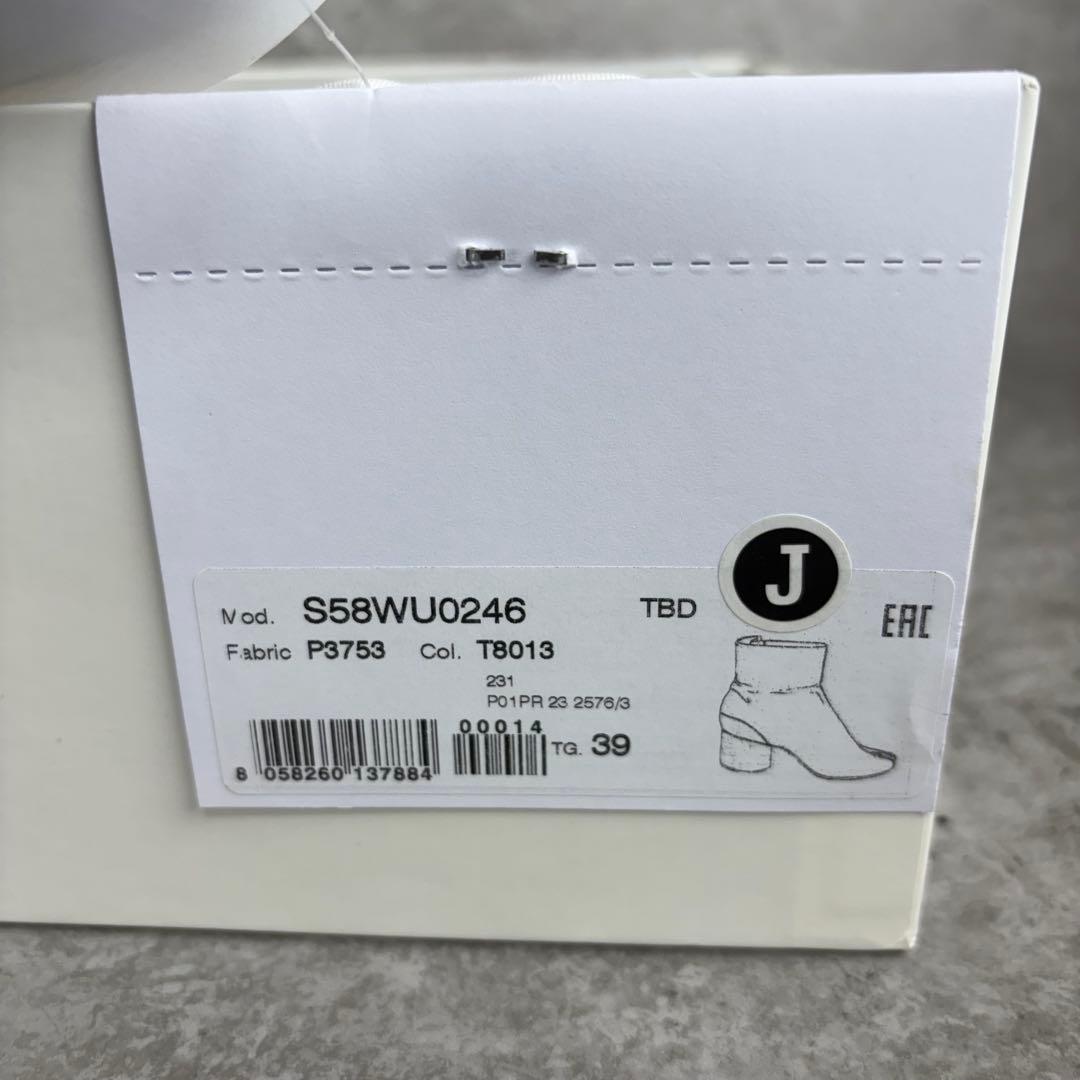 Mod. S58WU0246 TBD J EAC
Fabric P3753 Col. T8013
231
P01PR 23 2576/3
00014
TG. 39
8 058260 137884